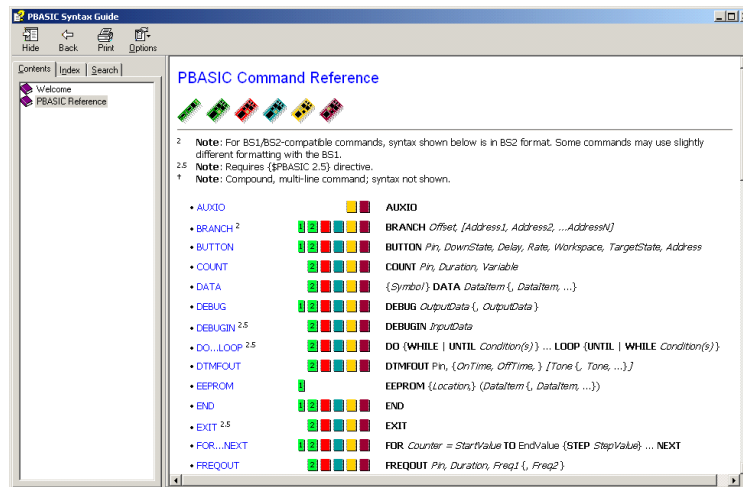 PBASIC Syntax Guide
Hide Back Print Options
Contents Index Search
Welcome
PBASIC Reference
PBASIC Command Reference
2 Note: For BS1/BS2-compatible commands, syntax shown below is in BS2 format. Some commands may use slightly
different formatting with the BS1.
2.5 Note: Requires {$PBASIC 2.5} directive.
† Note: Compound, multi-line command; syntax not shown.
• AUXIO AUXIO
• BRANCH 2 1 2 BRANCH Offset, [Address1, Address2, ...AddressN]
• BUTTON 1 2 BUTTON Pin, DownState, Delay, Rate, Workspace, TargetState, Address
• COUNT 2 COUNT Pin, Duration, Variable
• DATA 2 {Symbol} DATA DataItem {, DataItem, ...}
• DEBUG 1 2 DEBUG OutputData {, OutputData}
• DEBUGIN 2.5 2 DEBUGIN InputData
• DO...LOOP 2.5 2 DO {WHILE | UNTIL Condition(s)} ... LOOP {UNTIL | WHILE Condition(s)}
• DTMFOUT 2 DTMFOUT Pin, {OnTime, OffTime, } [Tone {, Tone, ...}]
• EEPROM 1 EEPROM {Location,} (DataItem {, DataItem, ...})
• END 1 2 END
• EXIT 2.5 2 EXIT
• FOR...NEXT 1 2 FOR Counter = StartValue TO EndValue {STEP StepValue} ... NEXT
• FREQOUT 2 FREQOUT Pin, Duration, Freq1 {, Freq2}